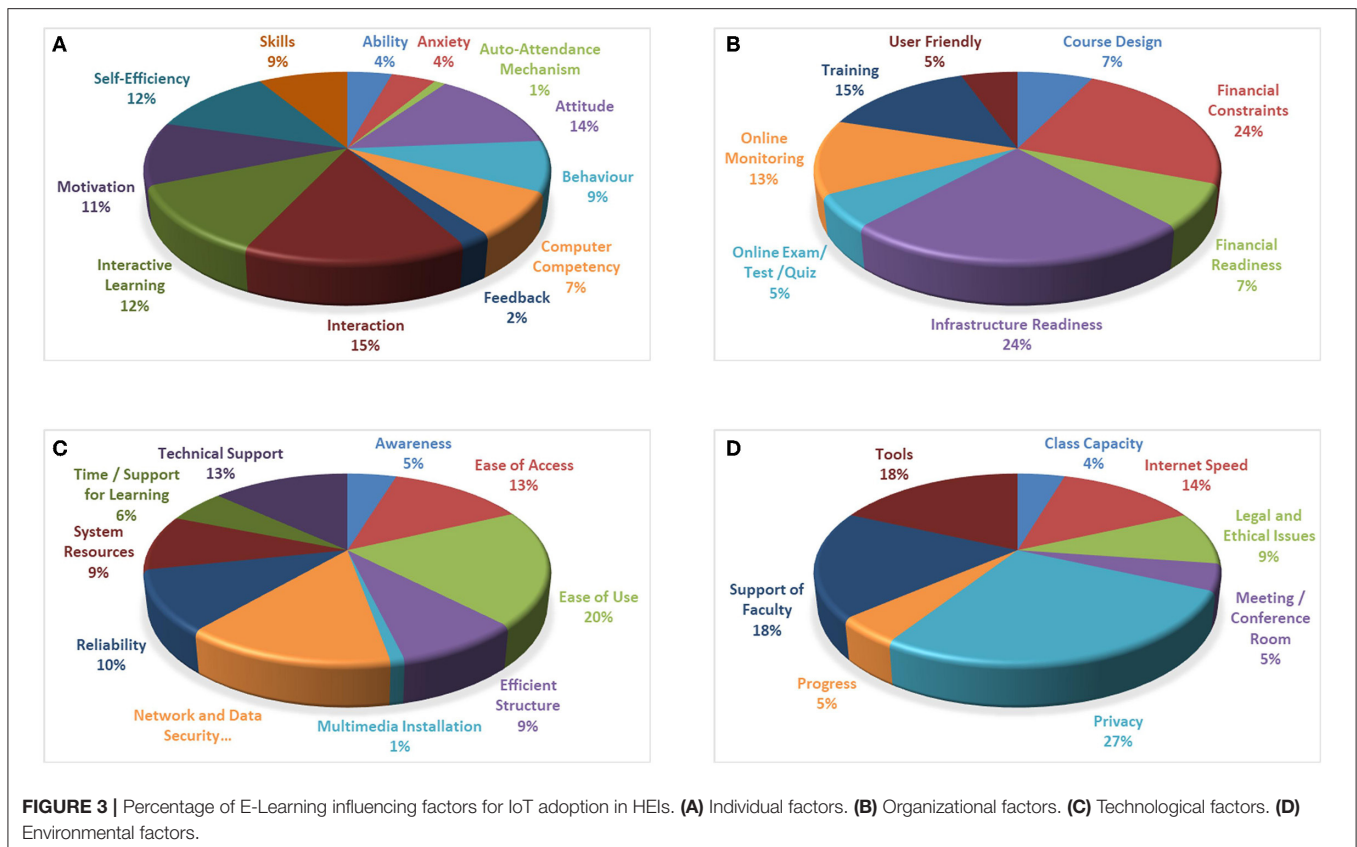 A
Skills
9%
Ability
4%
Anxiety
4%
Auto-Attendance
Mechanism
1%
Attitude
14%
Behaviour
9%
Computer
Competency
7%
Feedback
2%
Interaction
15%
Interactive
Learning
12%
Motivation
11%
Self-Efficiency
12%
B
User Friendly
5%
Course Design
7%
Financial
Constraints
24%
Financial
Readiness
7%
Infrastructure Readiness
24%
Online Exam/
Test /Quiz
5%
Online
Monitoring
13%
Training
15%
C
Technical Support
13%
Awareness
5%
Ease of Access
13%
Ease of Use
20%
Efficient
Structure
9%
Multimedia Installation
1%
Network and Data
Security...
Reliability
10%
System
Resources
9%
Time / Support
for Learning
6%
D
Tools
18%
Class Capacity
4%
Internet Speed
14%
Legal and
Ethical Issues
9%
Meeting /
Conference
Room
5%
Privacy
27%
Progress
5%
Support of
Faculty
18%
FIGURE 3 | Percentage of E-Learning influencing factors for IoT adoption in HEIs. (A) Individual factors. (B) Organizational factors. (C) Technological factors. (D)
Environmental factors.